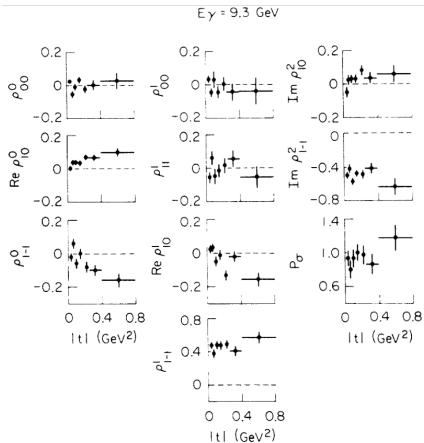 Eγ = 9.3 GeV
0.2
0
-0.2
ρ⁰₀₀
0.2
0
-0.2
ρ¹₀₀
0.2
0
-0.2
Im ρ²₁₀
0.2
0
Re ρ⁰₁₀
0.2
0
-0.2
ρ¹₁₁
0
-0.4
-0.8
Im ρ²₁₋₁
0.2
0
-0.2
ρ⁰₁₋₁
0.2
0
-0.2
Re ρ¹₁₀
1.4
1.0
0.6
Pσ
0 0.4 0.8
|t| (GeV²)
0 0.4 0.8
|t| (GeV²)
0.8
0.4
0
ρ¹₁₋₁
0 0.4 0.8
|t| (GeV²)